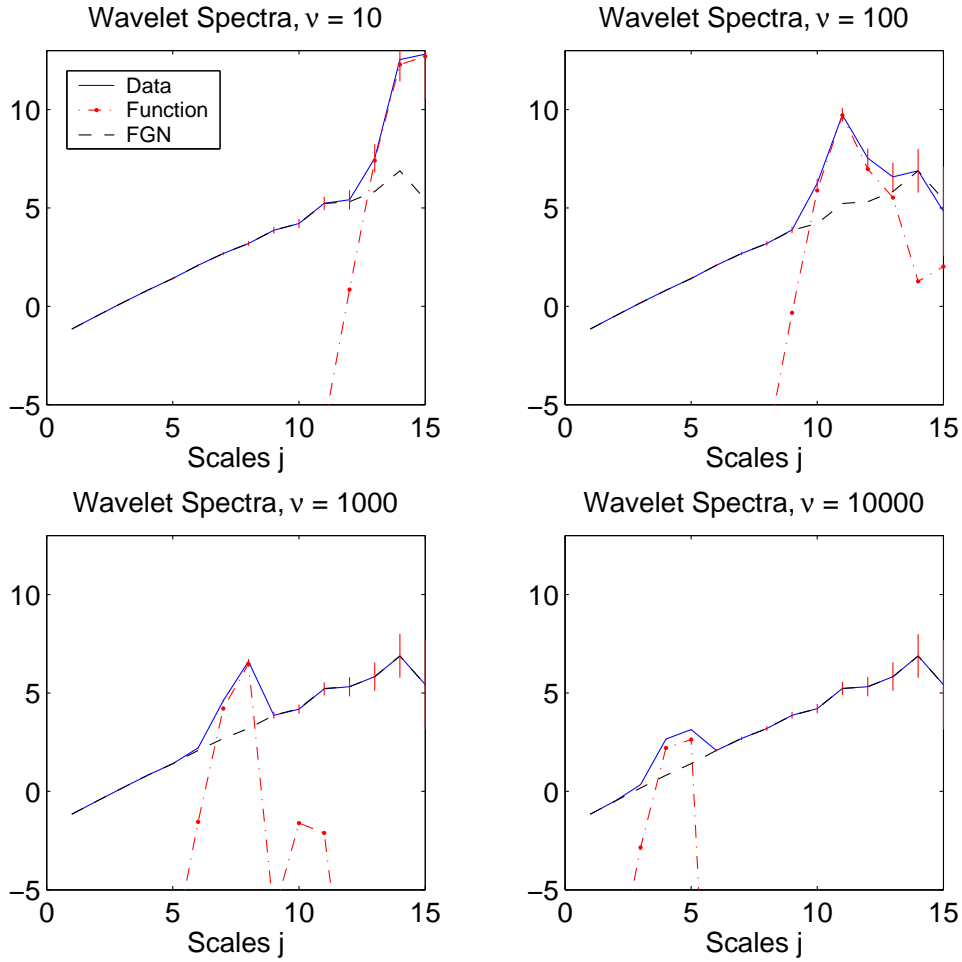 Wavelet Spectra, ν = 10
10
5
0
−5
0 5 10 15
Scales j
Data
Function
FGN
Wavelet Spectra, ν = 100
10
5
0
−5
0 5 10 15
Scales j
Wavelet Spectra, ν = 1000
10
5
0
−5
0 5 10 15
Scales j
Wavelet Spectra, ν = 10000
10
5
0
−5
0 5 10 15
Scales j